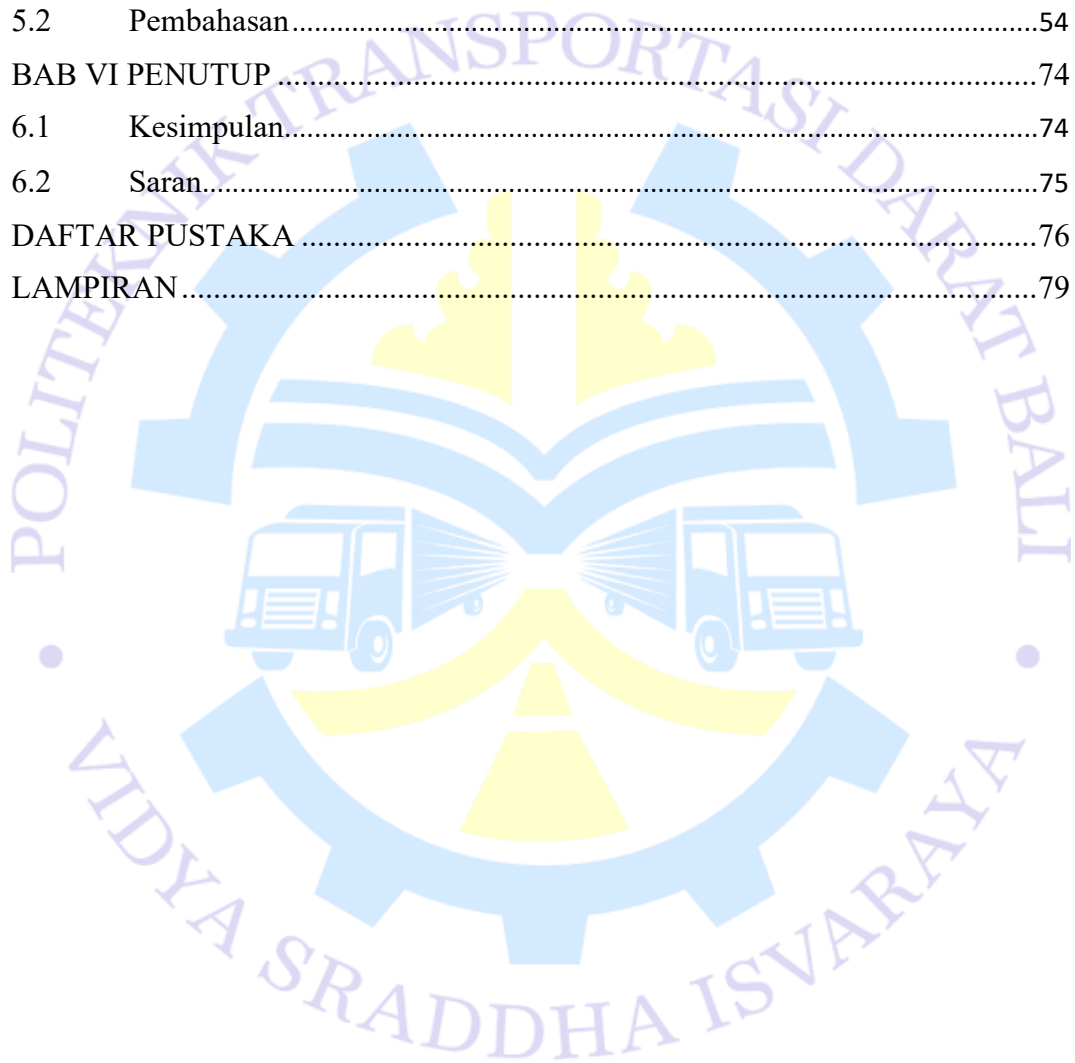 5.2 Pembahasan........................................................................................................54
BAB VI PENUTUP ........................................................................................................74
6.1 Kesimpulan........................................................................................................74
6.2 Saran........................................................................................................75
DAFTAR PUSTAKA ........................................................................................................76
LAMPIRAN........................................................................................................79
POLITEKNIK TRANSPORTASI DARAT BALI
• VIDYA SRADDHA ISVARAYA •